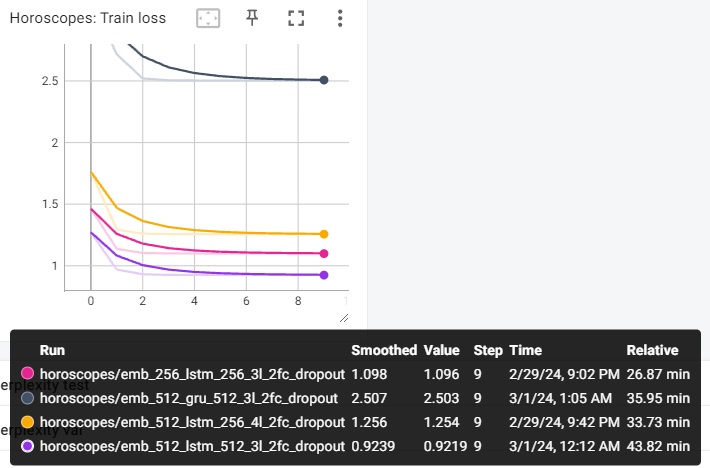 Horoscopes: Train loss
2.5
2
1.5
1
0 2 4 6 8 1
Run Smoothed Value Step Time Relative
horoscopes/emb_256_lstm_256_3l_2fc_dropout 1.098 1.096 9 2/29/24, 9:02 PM 26.87 min
horoscopes/emb_512_gru_512_3l_2fc_dropout 2.507 2.503 9 3/1/24, 1:05 AM 35.95 min
horoscopes/emb_512_lstm_256_4l_2fc_dropout 1.256 1.254 9 2/29/24, 9:42 PM 33.73 min
horoscopes/emb_512_lstm_512_3l_2fc_dropout 0.9239 0.9219 9 3/1/24, 12:12 AM 43.82 min